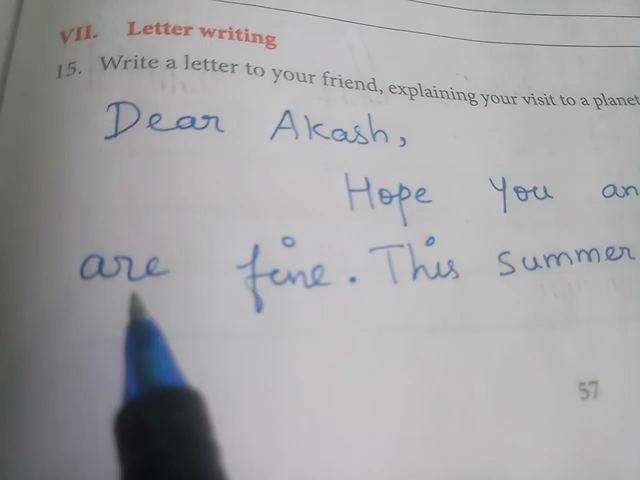 VII. Letter writing
15. Write a letter to your friend, explaining your visit to a planet
Dear Akash,
Hope you an
are fine. This summer
57